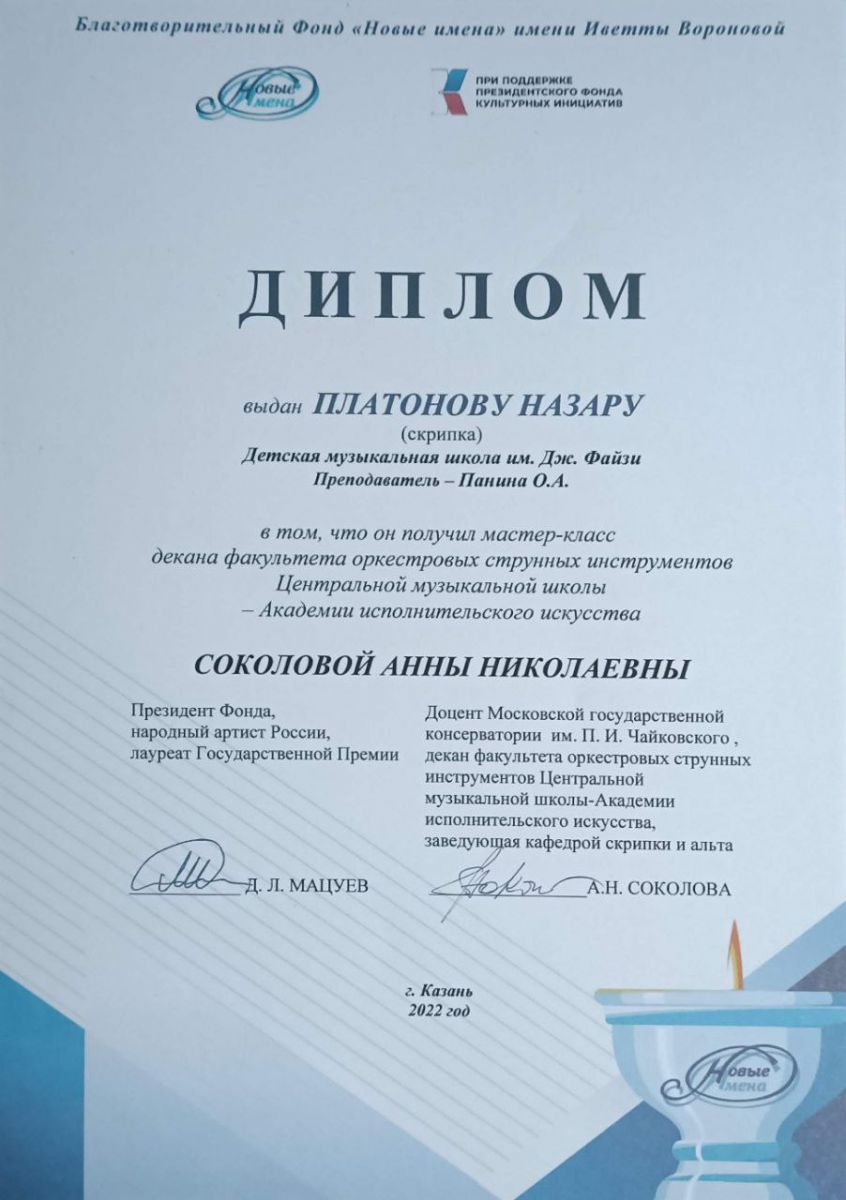 Благотворительный Фонд «Новые имена» имени Иветты Вороновой
Новые
имена
ПРИ ПОДДЕРЖКЕ
ПРЕЗИДЕНТСКОГО ФОНДА
КУЛЬТУРНЫХ ИНИЦИАТИВ
ДИПЛОМ
выдан ПЛАТОНОВУ НАЗАРУ
(скрипка)
Детская музыкальная школа им. Дж. Файзи
Преподаватель – Панина О.А.
в том, что он получил мастер-класс
декана факультета оркестровых струнных инструментов
Центральной музыкальной школы
– Академии исполнительского искусства
СОКОЛОВОЙ АННЫ НИКОЛАЕВНЫ
Президент Фонда,
народный артист России,
лауреат Государственной Премии
Д. Л. МАЦУЕВ
Доцент Московской государственной
консерватории им. П. И. Чайковского ,
декан факультета оркестровых струнных
инструментов Центральной
музыкальной школы-Академии
исполнительского искусства,
заведующая кафедрой скрипки и альта
А.Н. СОКОЛОВА
г. Казань
2022 год
Новые
имена